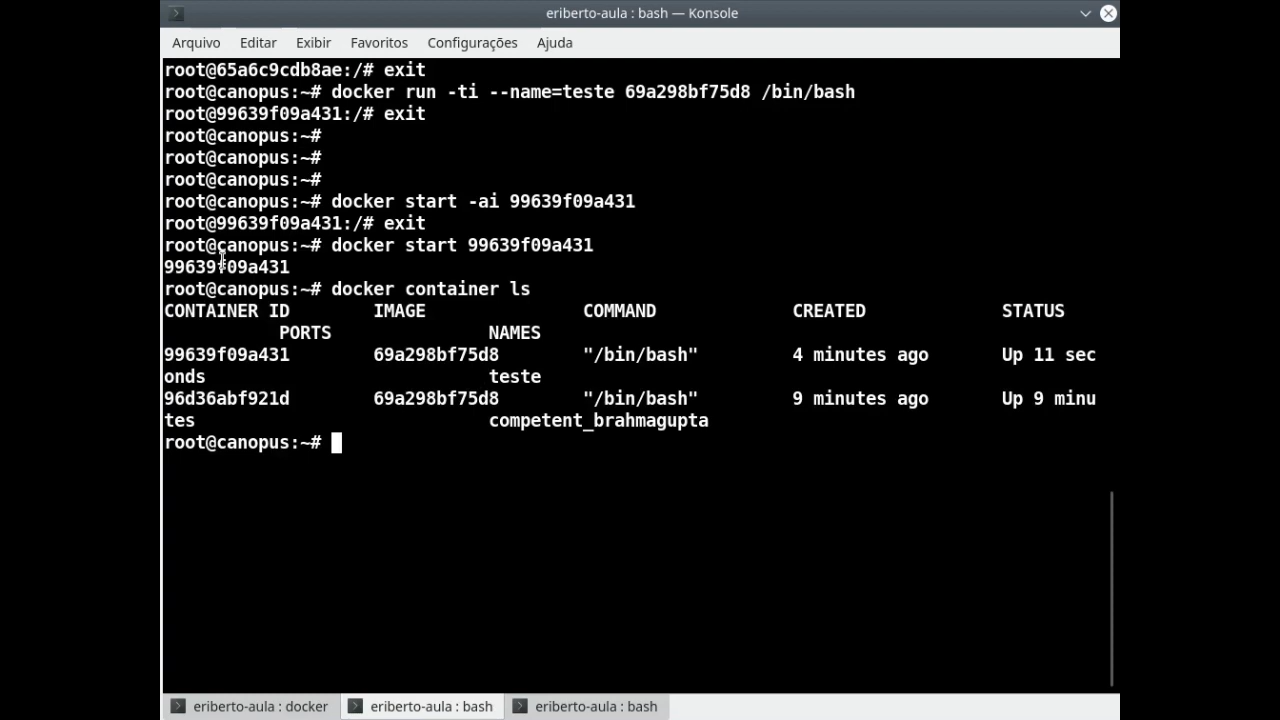 eriberto-aula : bash — Konsole
Arquivo Editar Exibir Favoritos Configurações Ajuda
root@65a6c9cdb8ae:/# exit
root@canopus:~# docker run -ti --name=teste 69a298bf75d8 /bin/bash
root@99639f09a431:/# exit
root@canopus:~#
root@canopus:~#
root@canopus:~#
root@canopus:~# docker start -ai 99639f09a431
root@99639f09a431:/# exit
root@canopus:~# docker start 99639f09a431
99639f09a431
root@canopus:~# docker container ls
CONTAINER ID IMAGE COMMAND CREATED STATUS
PORTS NAMES
99639f09a431 69a298bf75d8 "/bin/bash" 4 minutes ago Up 11 sec
onds teste
96d36abf921d 69a298bf75d8 "/bin/bash" 9 minutes ago Up 9 minu
tes competent_brahmagupta
root@canopus:~#
eriberto-aula : docker eriberto-aula : bash eriberto-aula : bash